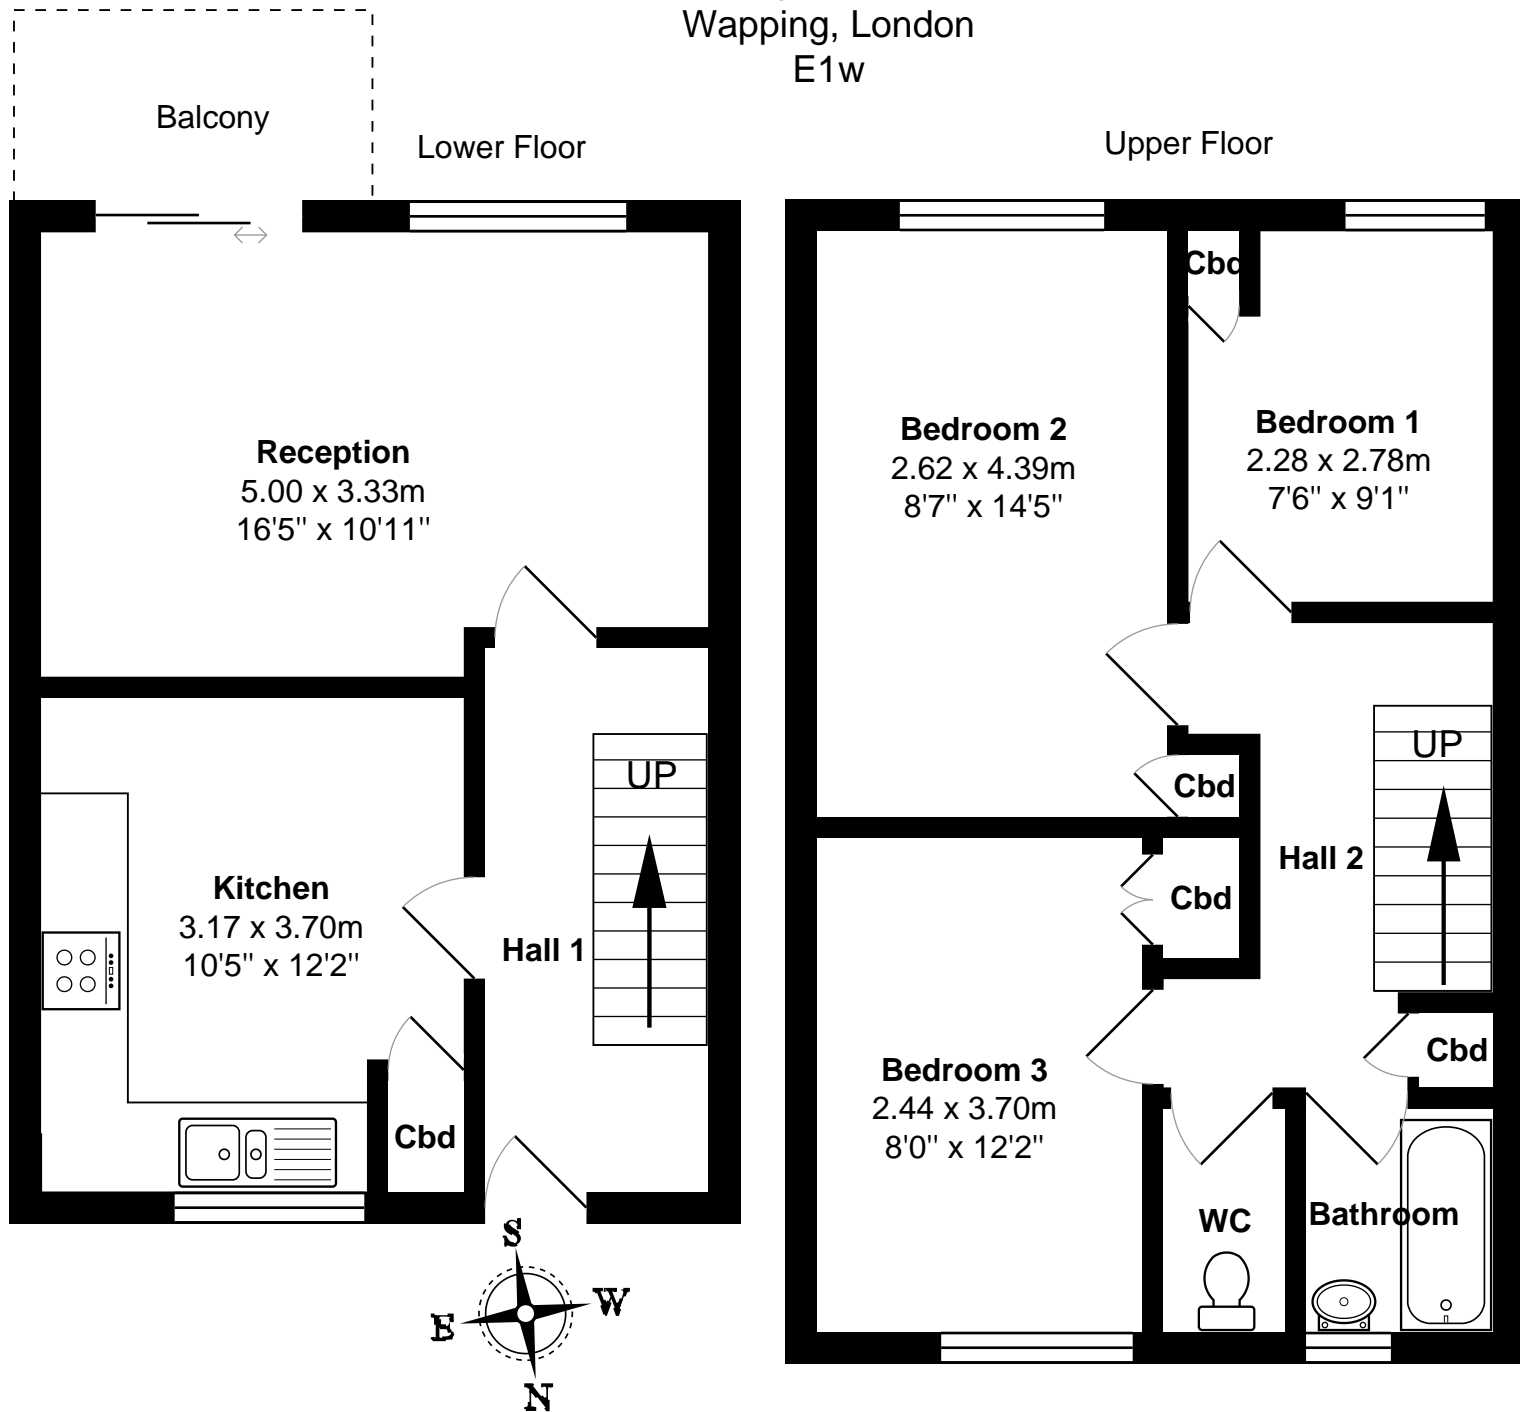 Wapping, London
E1w
Balcony
Lower Floor
Upper Floor
Reception
5.00 x 3.33m
16'5" x 10'11"
Kitchen
3.17 x 3.70m
10'5" x 12'2"
Cbd
Hall 1
UP
S
W
E
N
Cbd
Bedroom 2
2.62 x 4.39m
8'7" x 14'5"
Bedroom 1
2.28 x 2.78m
7'6" x 9'1"
Cbd
UP
Hall 2
Cbd
Bedroom 3
2.44 x 3.70m
8'0" x 12'2"
Cbd
WC
Bathroom